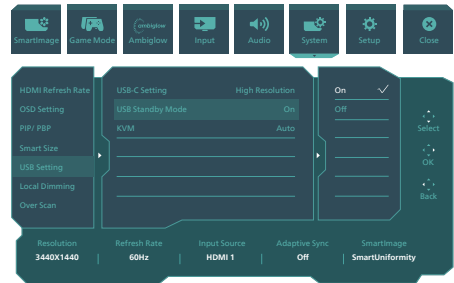 SmartImage Game Mode Ambiglow Input Audio System Setup Close
ambiglow
HDMI Refresh Rate
OSD Setting
PIP/ PBP
Smart Size
USB Setting
Local Dimming
Over Scan
USB-C Setting High Resolution
USB Standby Mode On
KVM Auto
On
Off
Select
OK
Back
Resolution Refresh Rate Input Source Adaptive Sync SmartImage
3440X1440 | 60Hz | HDMI 1 | Off | SmartUniformity